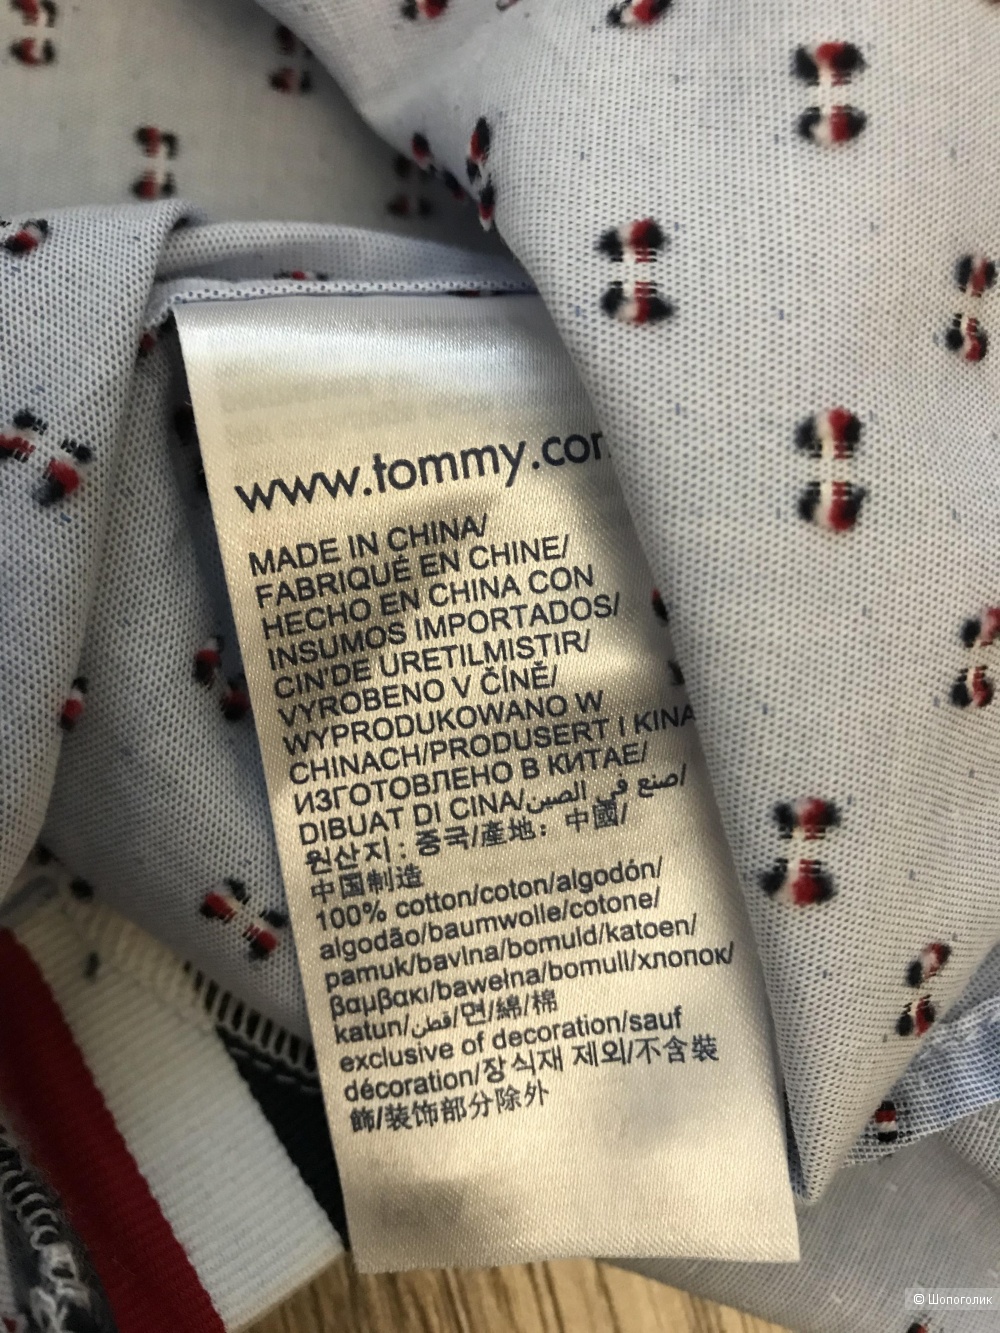 www.tommy.com
MADE IN CHINA/
FABRIQUÉ EN CHINE/
HECHO EN CHINA CON
INSUMOS IMPORTADOS/
CIN'DE URETILMISTIR/
VYROBENO V ČÍNĚ/
WYPRODUKOWANO W
CHINACH/PRODUSERT I KINA
ИЗГОТОВЛЕНО В КИТАЕ/
DIBUAT DI CINA/صنع في الصين/
원산지: 중국/產地: 中國/
中国制造
100% cotton/coton/algodón/
algodão/baumwolle/cotone/
pamuk/bavlna/bomuld/katoen/
βαμβακι/bawełna/bomull/хлопок/
katun/قطن/면/綿/棉
exclusive of decoration/sauf
décoration/장식재 제외/不含裝
飾/装饰部分除外
© Шопоголик